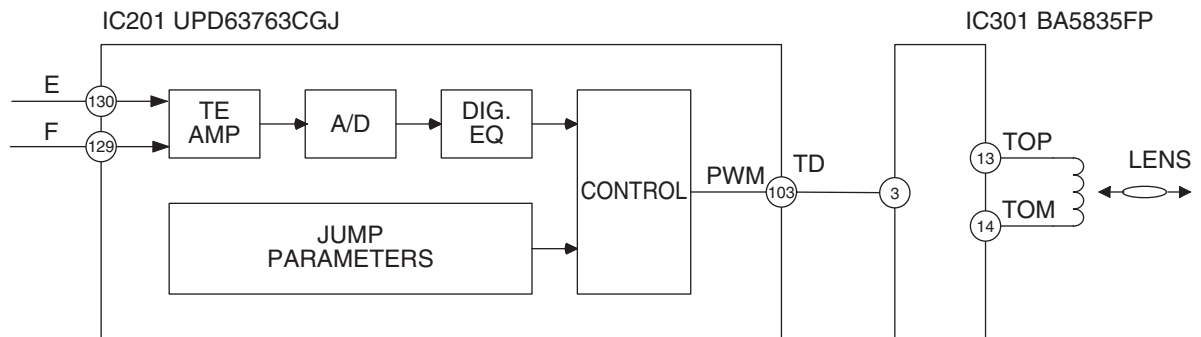 IC201 UPD63763CGJ
IC301 BA5835FP
E
130
F
129
TE
AMP
A/D
DIG.
EQ
CONTROL
JUMP
PARAMETERS
PWM
103
TD
3
13
TOP
14
TOM
LENS